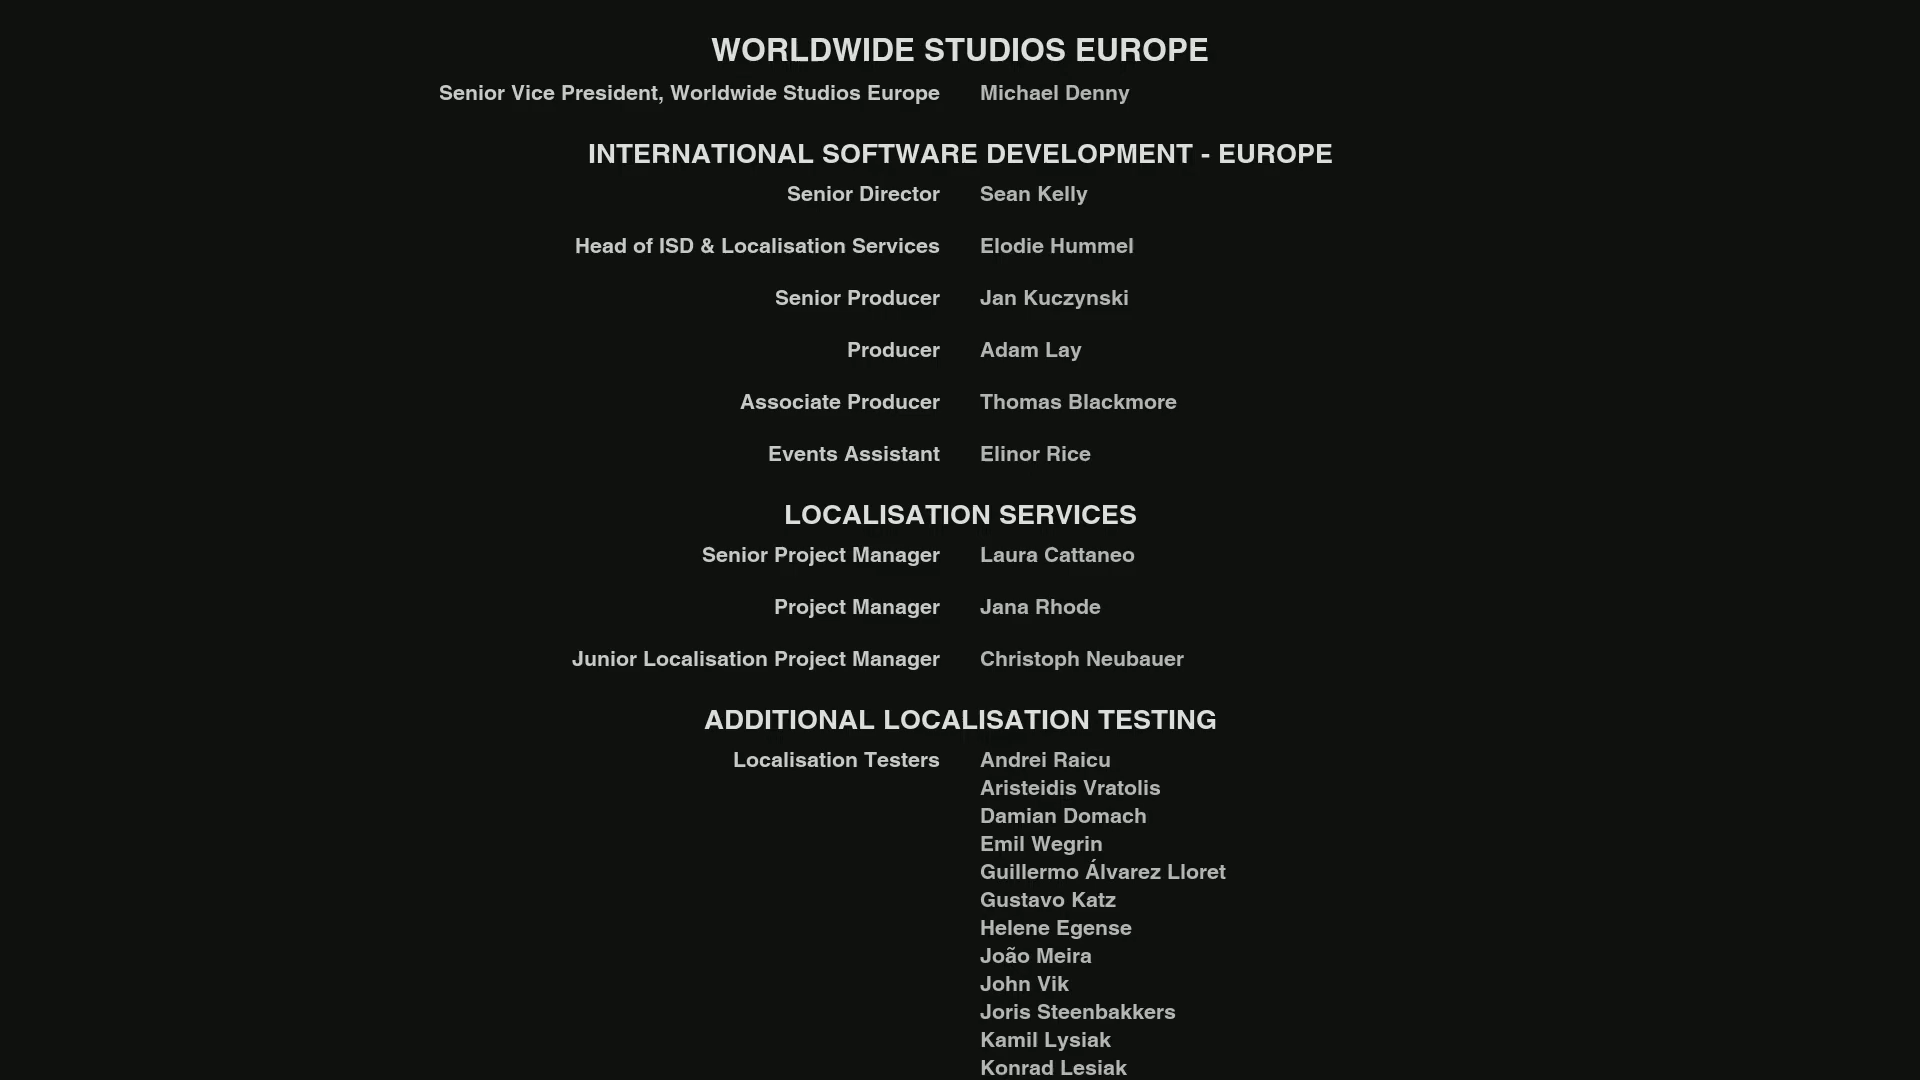 WORLDWIDE STUDIOS EUROPE
Senior Vice President, Worldwide Studios Europe Michael Denny
INTERNATIONAL SOFTWARE DEVELOPMENT - EUROPE
Senior Director Sean Kelly
Head of ISD & Localisation Services Elodie Hummel
Senior Producer Jan Kuczynski
Producer Adam Lay
Associate Producer Thomas Blackmore
Events Assistant Elinor Rice
LOCALISATION SERVICES
Senior Project Manager Laura Cattaneo
Project Manager Jana Rhode
Junior Localisation Project Manager Christoph Neubauer
ADDITIONAL LOCALISATION TESTING
Localisation Testers Andrei Raicu
Aristeidis Vratolis
Damian Domach
Emil Wegrin
Guillermo Álvarez Lloret
Gustavo Katz
Helene Egense
João Meira
John Vik
Joris Steenbakkers
Kamil Lysiak
Konrad Lesiak